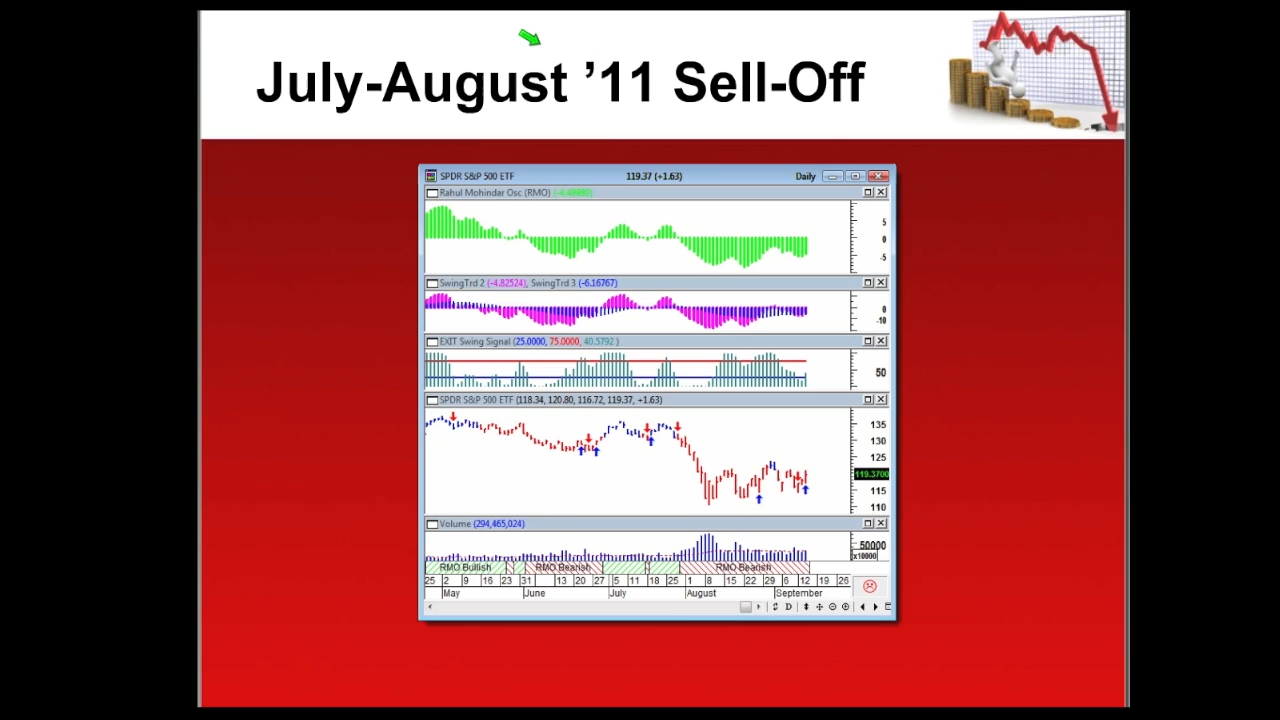 July-August ’11 Sell-Off
SPDR S&P 500 ETF 119.37 (+1.63) Daily
Rahul Mohindar Osc (RMO) (-4.49980)
5
0
-5
SwingTrd 2 (-4.82524), SwingTrd 3 (-6.16767)
0
-10
EXIT Swing Signal (25.0000, 75.0000, 40.5792 )
50
SPDR S&P 500 ETF (118.34, 120.80, 116.72, 119.37, +1.63)
135
130
125
119.3700
115
110
Volume (294,465,024)
50000
x10000
RMO Bullish RMO Bearish RMO Bearish
25 2 9 16 23 31 13 20 27 5 11 18 25 1 8 15 22 29 6 12 19 26
May June July August September
D